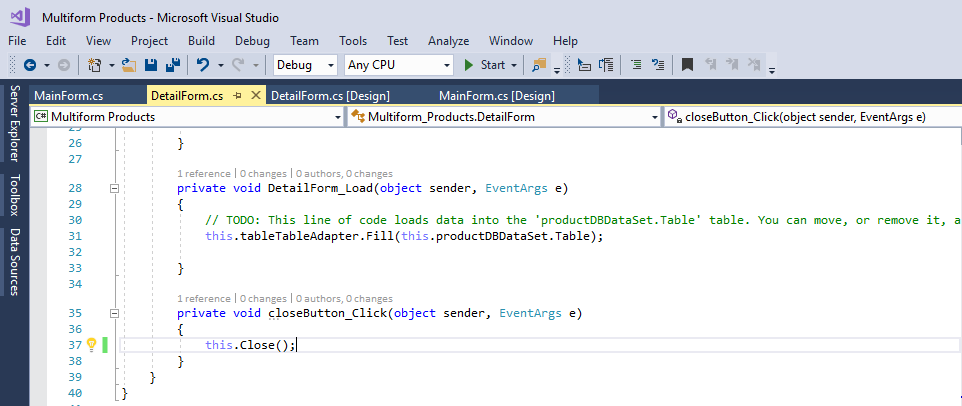 Multiform Products - Microsoft Visual Studio
File Edit View Project Build Debug Team Tools Test Analyze Window Help
Debug Any CPU Start
MainForm.cs DetailForm.cs DetailForm.cs [Design] MainForm.cs [Design]
C# Multiform Products Multiform_Products.DetailForm closeButton_Click(object sender, EventArgs e)
Server Explorer
Toolbox
Data Sources
25
26 }
27
1 reference | 0 changes | 0 authors, 0 changes
28 private void DetailForm_Load(object sender, EventArgs e)
29 {
30 // TODO: This line of code loads data into the 'productDBDataSet.Table' table. You can move, or remove it, a
31 this.tableTableAdapter.Fill(this.productDBDataSet.Table);
32
33 }
34
1 reference | 0 changes | 0 authors, 0 changes
35 private void closeButton_Click(object sender, EventArgs e)
36 {
37 this.Close();
38 }
39 }
40 }